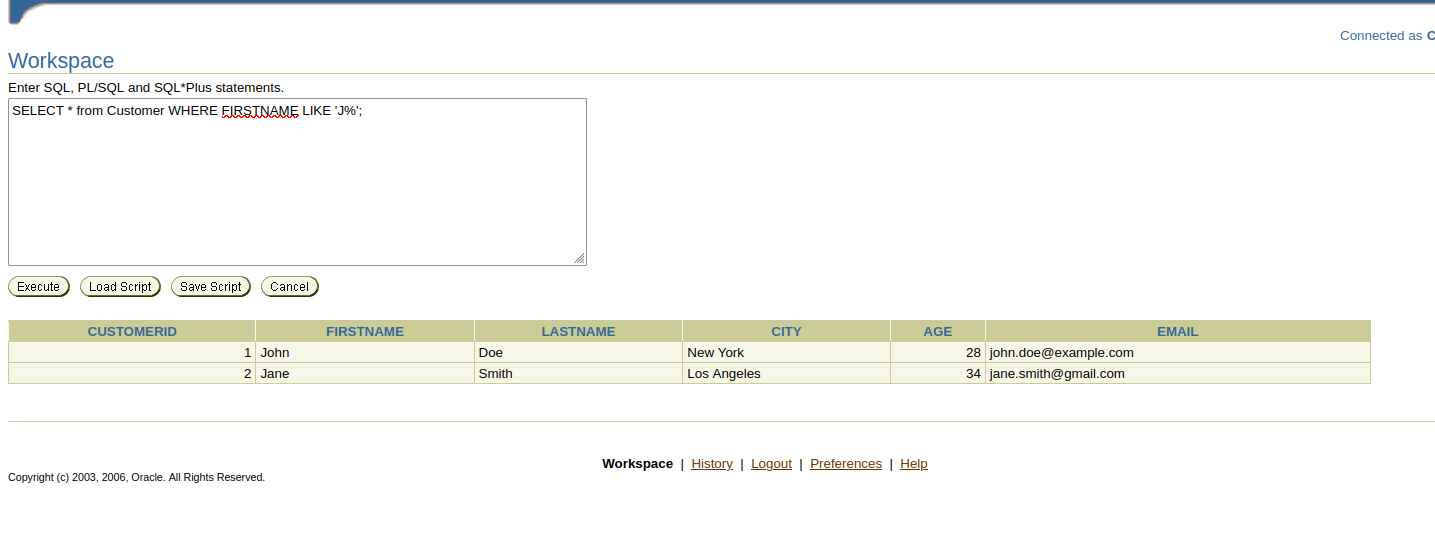 Connected as C
Workspace
Enter SQL, PL/SQL and SQL*Plus statements.
SELECT * from Customer WHERE FIRSTNAME LIKE 'J%';
Execute Load Script Save Script Cancel
CUSTOMERID FIRSTNAME LASTNAME CITY AGE EMAIL
1 John Doe New York 28 john.doe@example.com
2 Jane Smith Los Angeles 34 jane.smith@gmail.com
Workspace | History | Logout | Preferences | Help
Copyright (c) 2003, 2006, Oracle. All Rights Reserved.